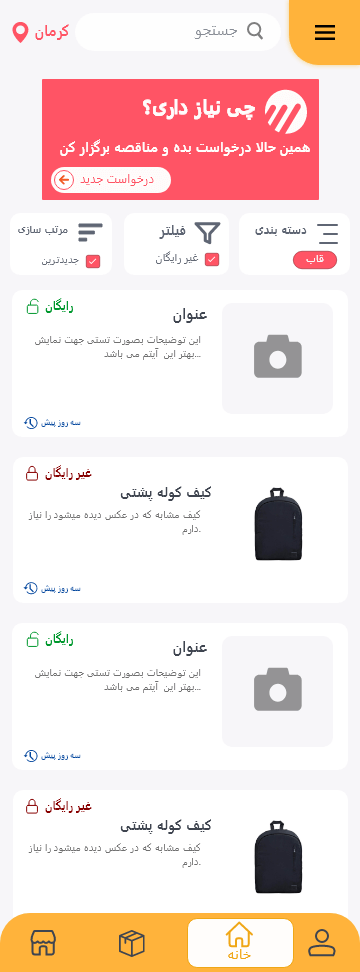 جستجو
کرمان
چی نیاز داری؟
همین حالا درخواست بده و مناقصه برگزار کن
درخواست جدید
دسته بندی
قاب
فیلتر
غیر رایگان
مرتب سازی
جدیدترین
رایگان
عنوان
این توضیحات بصورت تستی جهت نمایش
بهتر این آیتم می باشد...
سه روز پیش
غیر رایگان
کیف کوله پشتی
کیف مشابه که در عکس دیده میشود را نیاز
دارم.
سه روز پیش
رایگان
عنوان
این توضیحات بصورت تستی جهت نمایش
بهتر این آیتم می باشد...
سه روز پیش
غیر رایگان
کیف کوله پشتی
کیف مشابه که در عکس دیده میشود را نیاز
دارم.
خانه